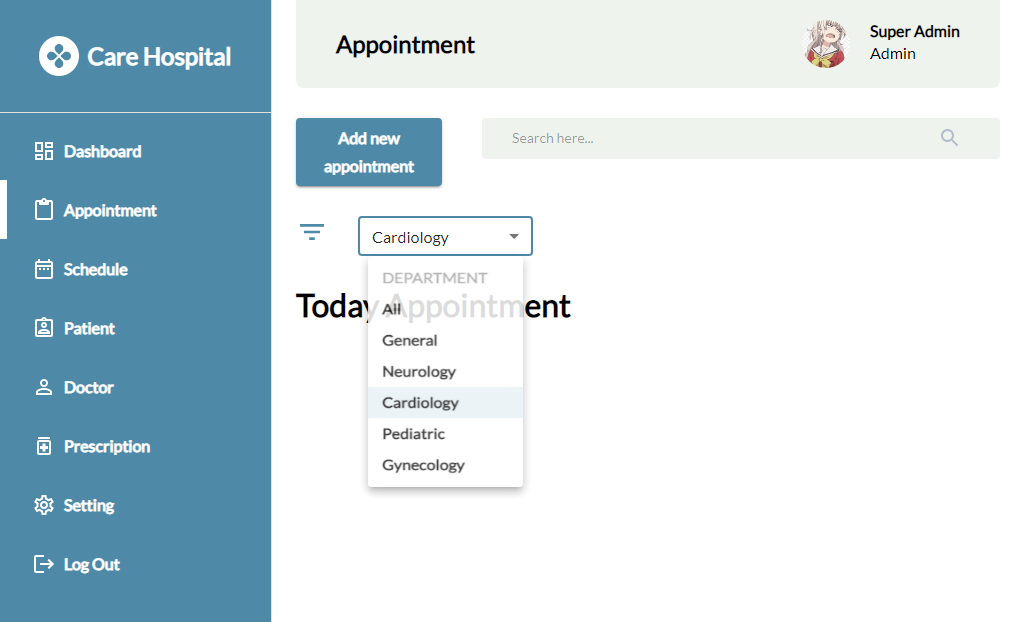 Care Hospital
Dashboard
Appointment
Schedule
Patient
Doctor
Prescription
Setting
Log Out
Appointment
Super Admin
Admin
Add new
appointment
Search here...
Cardiology
Today Appointment
DEPARTMENT
All
General
Neurology
Cardiology
Pediatric
Gynecology